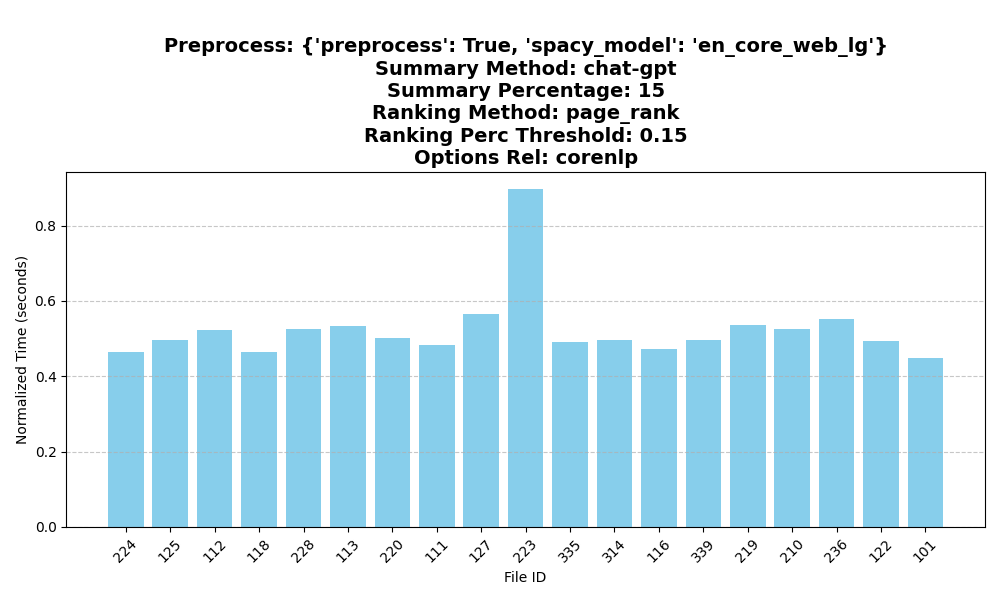 Preprocess: {'preprocess': True, 'spacy_model': 'en_core_web_lg'}
Summary Method: chat-gpt
Summary Percentage: 15
Ranking Method: page_rank
Ranking Perc Threshold: 0.15
Options Rel: corenlp
Normalized Time (seconds)
0.8
0.6
0.4
0.2
0.0
224 125 112 118 228 113 220 111 127 223 335 314 116 339 219 210 236 122 101
File ID